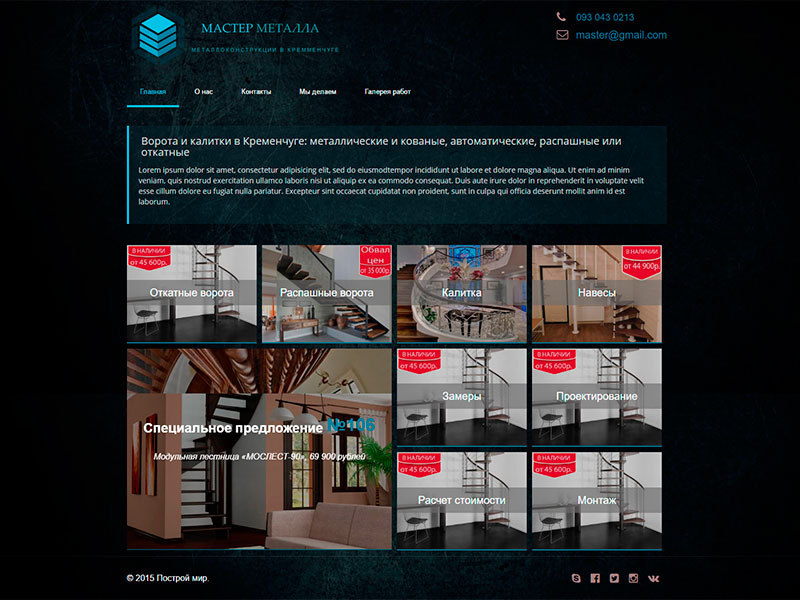 МАСТЕР МЕТАЛЛА
МЕТАЛЛОКОНСТРУКЦИИ В КРЕММЕНЧУГЕ
093 043 0213
master@gmail.com
Главная О нас Контакты Мы делаем Галерея работ
Ворота и калитки в Кременчуге: металлические и кованые, автоматические, распашные или
откатные
Lorem ipsum dolor sit amet, consectetur adipisicing elit, sed do eiusmodtempor incididunt ut labore et dolore magna aliqua. Ut enim ad minim
veniam, quis nostrud exercitation ullamco laboris nisi ut aliquip ex ea commodo consequat. Duis aute irure dolor in reprehenderit in voluptate velit
esse cillum dolore eu fugiat nulla pariatur. Excepteur sint occaecat cupidatat non proident, sunt in culpa qui officia deserunt mollit anim id est
laborum.
В НАЛИЧИИ
от 45 600р.
Откатные ворота
Обвал
цен
от 35 000р
Распашные ворота
Калитка
В НАЛИЧИИ
от 44 900р.
Навесы
Специальное предложение №106
Модульная лестница «МОСЛЕСТ-90», 69 900 рублей
В НАЛИЧИИ
от 45 600р.
Замеры
В НАЛИЧИИ
от 45 600р.
Проектирование
В НАЛИЧИИ
от 45 600р.
Расчет стоимости
В НАЛИЧИИ
от 45 600р.
Монтаж
© 2015 Построй мир.